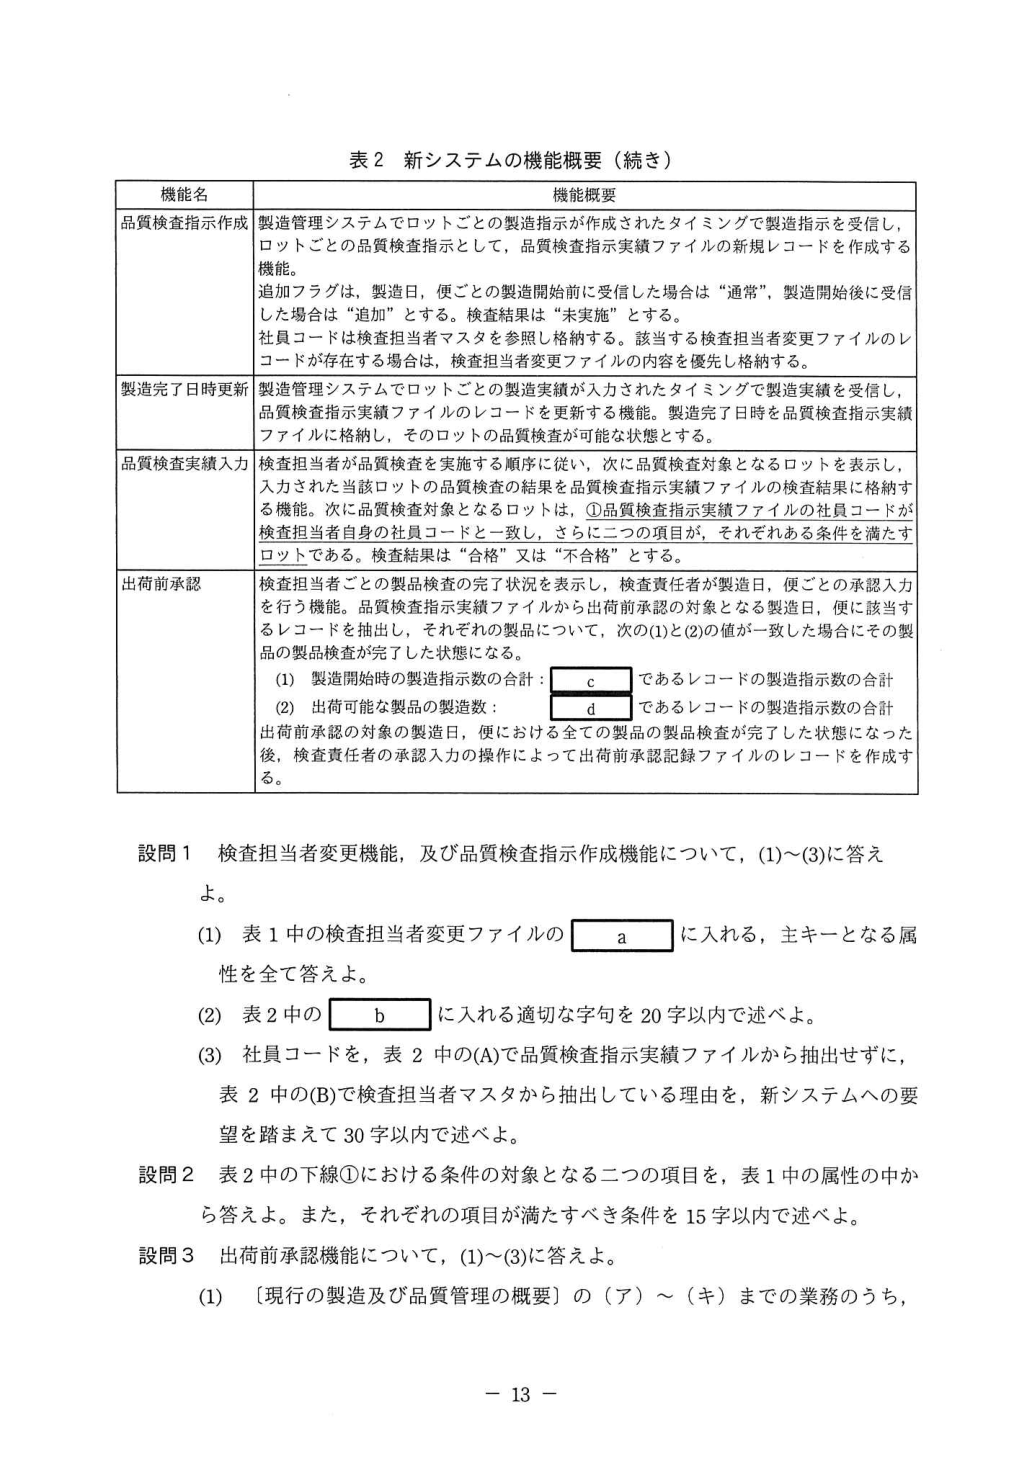 表2 新システムの機能概要（続き）
機能名
機能概要
品質検査指示作成
製造管理システムでロットごとの製造指示が作成されたタイミングで製造指示を受信し，
ロットごとの品質検査指示として，品質検査指示実績ファイルの新規レコードを作成する
機能。
追加フラグは，製造日，便ごとの製造開始前に受信した場合は“通常”，製造開始後に受信
した場合は“追加”とする。検査結果は“未実施”とする。
社員コードは検査担当者マスタを参照し格納する。該当する検査担当者変更ファイルのレ
コードが存在する場合は，検査担当者変更ファイルの内容を優先し格納する。
製造完了日時更新
製造管理システムでロットごとの製造実績が入力されたタイミングで製造実績を受信し，
品質検査指示実績ファイルのレコードを更新する機能。製造完了日時を品質検査指示実績
ファイルに格納し，そのロットの品質検査が可能な状態とする。
品質検査実績入力
検査担当者が品質検査を実施する順序に従い，次に品質検査対象となるロットを表示し，
入力された当該ロットの品質検査の結果を品質検査指示実績ファイルの検査結果に格納す
る機能。次に品質検査対象となるロットは，①品質検査指示実績ファイルの社員コードが
検査担当者自身の社員コードと一致し，さらに二つの項目が，それぞれある条件を満たす
ロットである。検査結果は“合格”又は“不合格”とする。
出荷前承認
検査担当者ごとの製品検査の完了状況を表示し，検査責任者が製造日，便ごとの承認入力
を行う機能。品質検査指示実績ファイルから出荷前承認の対象となる製造日，便に該当す
るレコードを抽出し，それぞれの製品について，次の(1)と(2)の値が一致した場合にその製
品の製品検査が完了した状態になる。
(1) 製造開始時の製造指示数の合計： c であるレコードの製造指示数の合計
(2) 出荷可能な製品の製造数： d であるレコードの製造指示数の合計
出荷前承認の対象の製造日，便における全ての製品の製品検査が完了した状態になった
後，検査責任者の承認入力の操作によって出荷前承認記録ファイルのレコードを作成す
る。
設問1 検査担当者変更機能，及び品質検査指示作成機能について，(1)～(3)に答え
よ。
(1) 表1中の検査担当者変更ファイルの a に入れる，主キーとなる属
性を全て答えよ。
(2) 表2中の b に入れる適切な字句を20字以内で述べよ。
(3) 社員コードを，表2中の(A)で品質検査指示実績ファイルから抽出せずに，
表2中の(B)で検査担当者マスタから抽出している理由を，新システムへの要
望を踏まえて30字以内で述べよ。
設問2 表2中の下線①における条件の対象となる二つの項目を，表1中の属性の中か
ら答えよ。また，それぞれの項目が満たすべき条件を15字以内で述べよ。
設問3 出荷前承認機能について，(1)～(3)に答えよ。
(1) 〔現行の製造及び品質管理の概要〕の（ア）～（キ）までの業務のうち，
－ 13 －